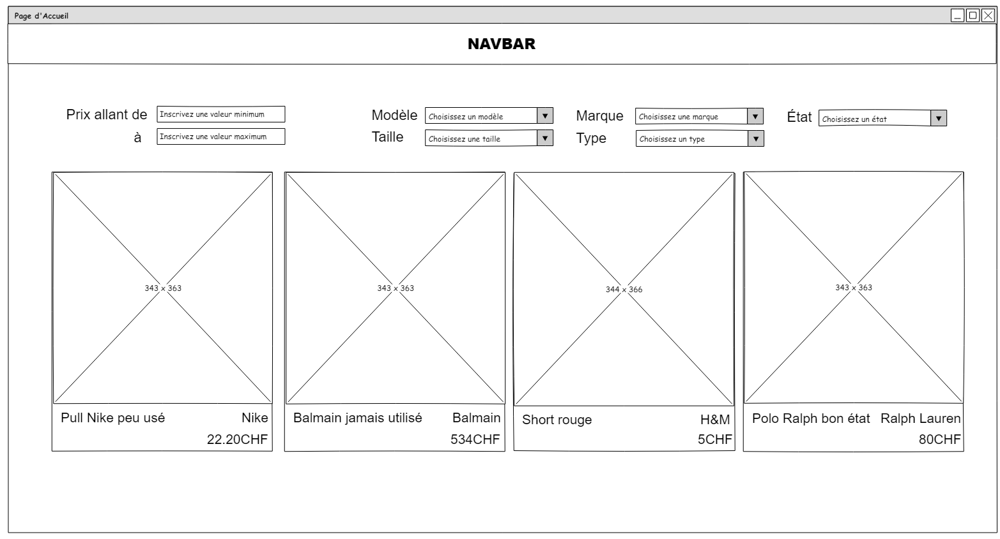 Page d'Accueil
NAVBAR
Prix allant de
Inscrivez une valeur minimum
à
Inscrivez une valeur maximum
Modèle
Choisissez un modèle
Taille
Choisissez une taille
Marque
Choisissez une marque
Type
Choisissez un type
État
Choisissez un état
343 x 363
Pull Nike peu usé
Nike
22.20CHF
343 x 363
Balmain jamais utilisé
Balmain
534CHF
344 x 366
Short rouge
H&M
5CHF
343 x 363
Polo Ralph bon état
Ralph Lauren
80CHF